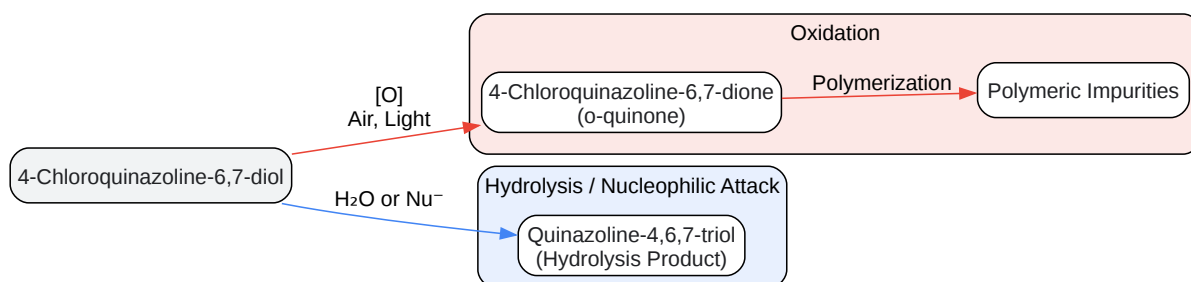 Oxidation
[O]
Air, Light
4-Chloroquinazoline-6,7-dione
(o-quinone)
Polymerization
Polymeric Impurities
4-Chloroquinazoline-6,7-diol
Hydrolysis / Nucleophilic Attack
H₂O or Nu⁻
Quinazoline-4,6,7-triol
(Hydrolysis Product)